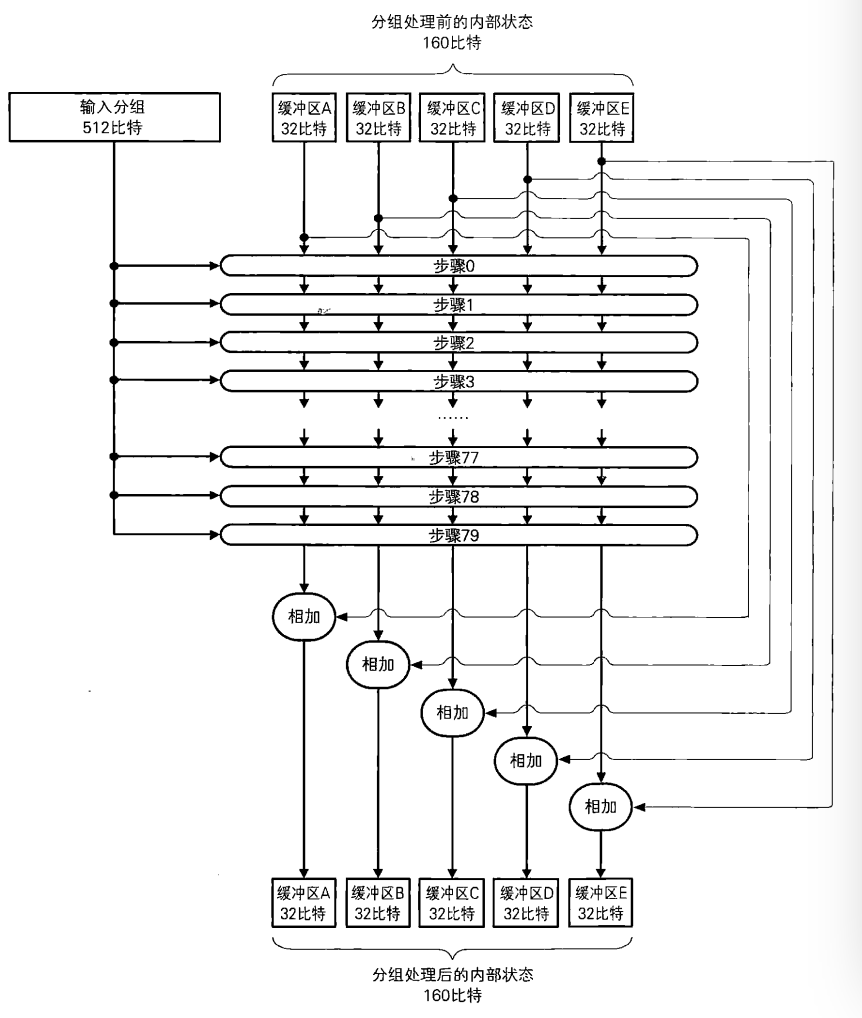 分组处理前的内部状态
160比特
输入分组
512比特
缓冲区A
32比特
缓冲区B
32比特
缓冲区C
32比特
缓冲区D
32比特
缓冲区E
32比特
步骤0
步骤1
步骤2
步骤3
……
步骤77
步骤78
步骤79
相加
相加
相加
相加
相加
缓冲区A
32比特
缓冲区B
32比特
缓冲区C
32比特
缓冲区D
32比特
缓冲区E
32比特
分组处理后的内部状态
160比特